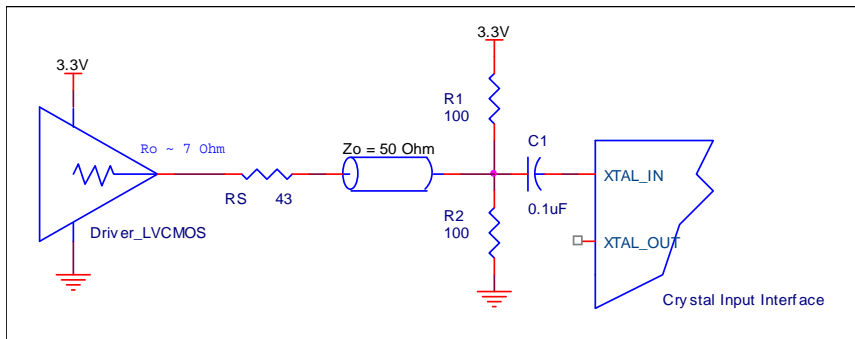 3.3V
3.3V
R1
100
Ro ~ 7 Ohm
Zo = 50 Ohm
C1
XTAL_IN
RS
43
0.1uF
R2
100
Driver_LVCMOS
XTAL_OUT
Crystal Input Interface